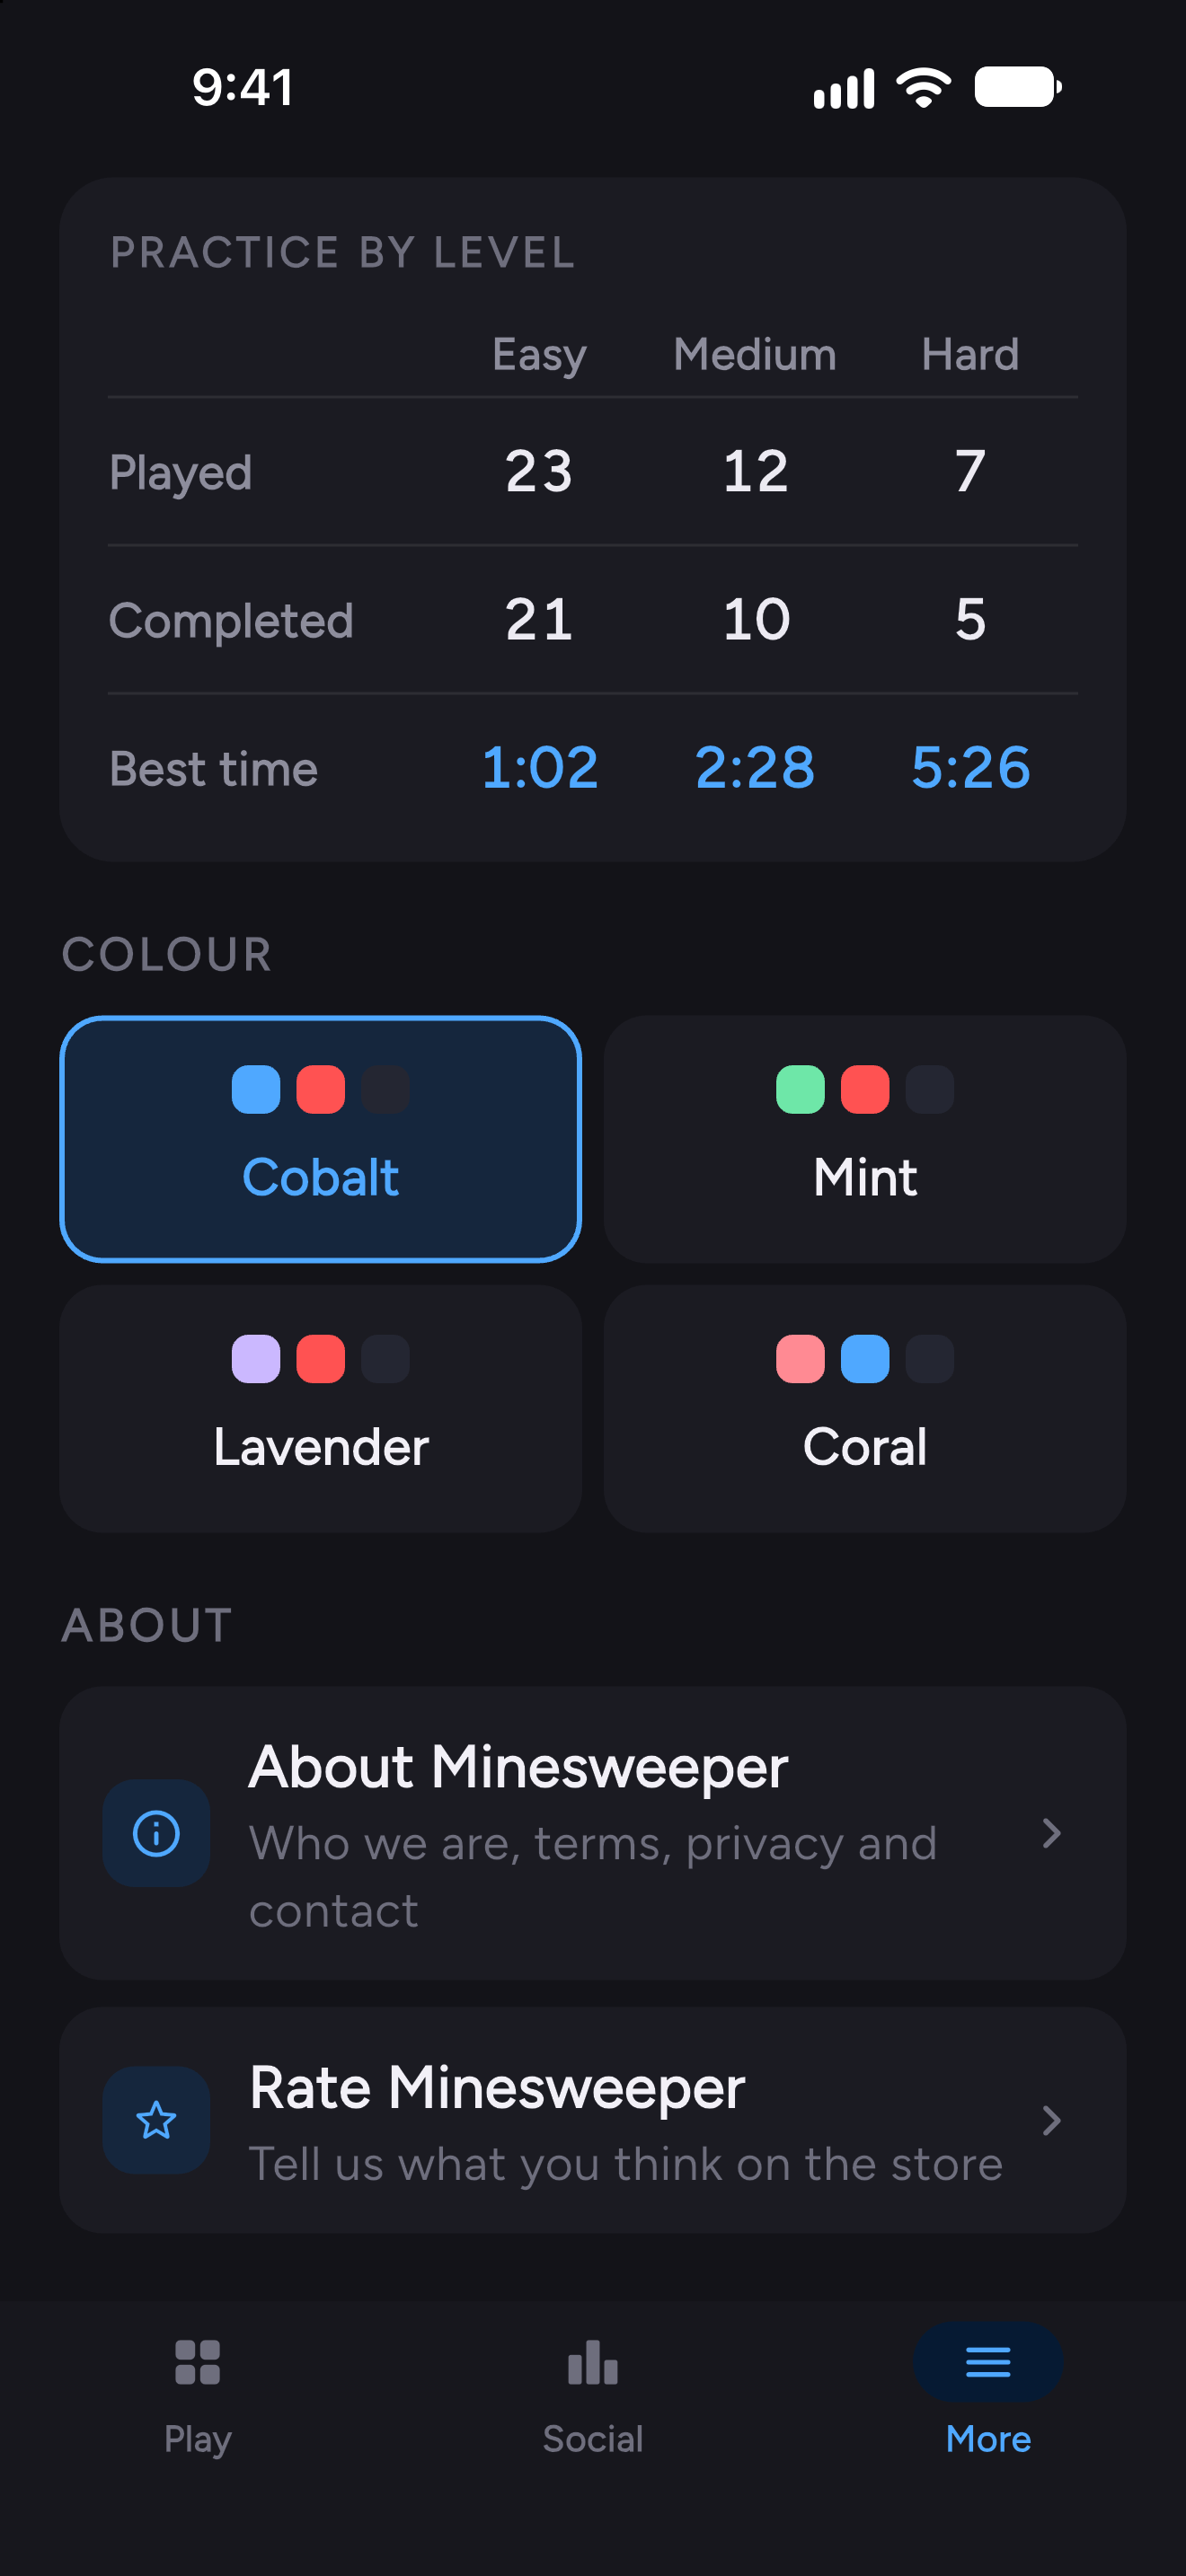 9:41
PRACTICE BY LEVEL
Easy Medium Hard
Played 23 12 7
Completed 21 10 5
Best time 1:02 2:28 5:26
COLOUR
Cobalt Mint
Lavender Coral
ABOUT
About Minesweeper
Who we are, terms, privacy and
contact
Rate Minesweeper
Tell us what you think on the store
Play Social More